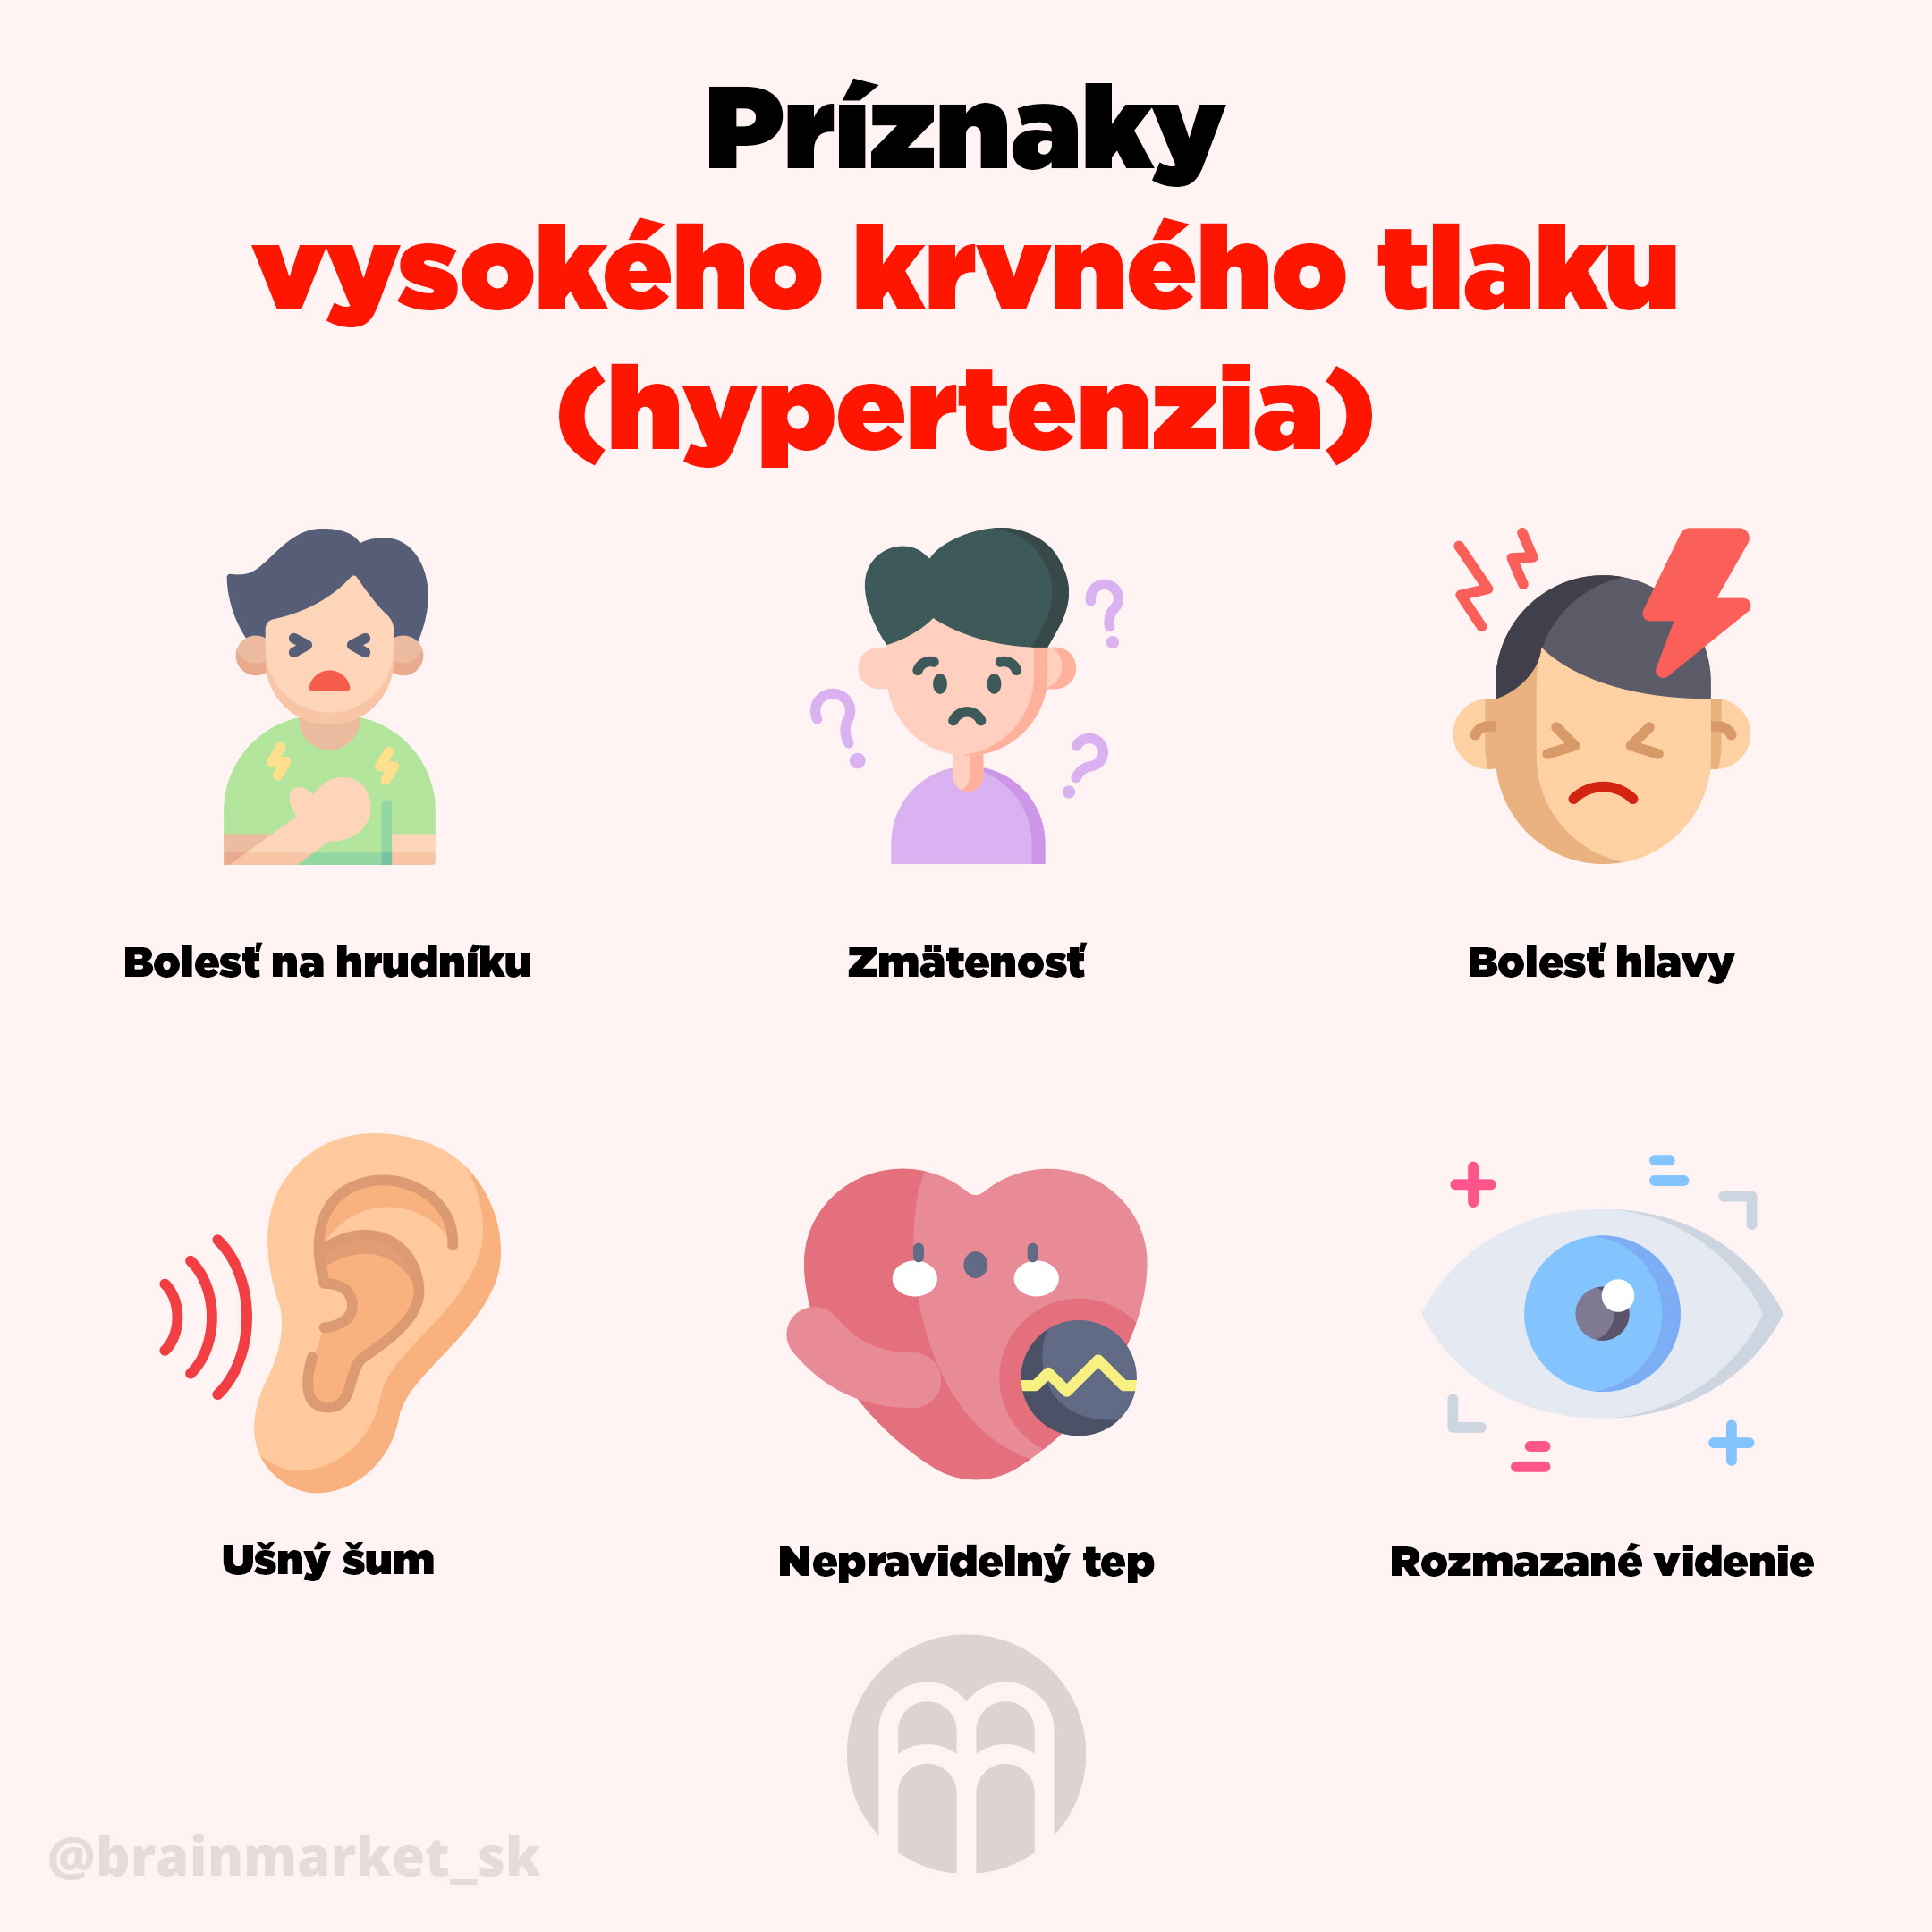 Príznaky
vysokého krvného tlaku
(hypertenzia)
Bolesť na hrudníku
Zmätenosť
Bolesť hlavy
Ušný šum
Nepravidelný tep
Rozmazané videnie
@brainmarket_sk